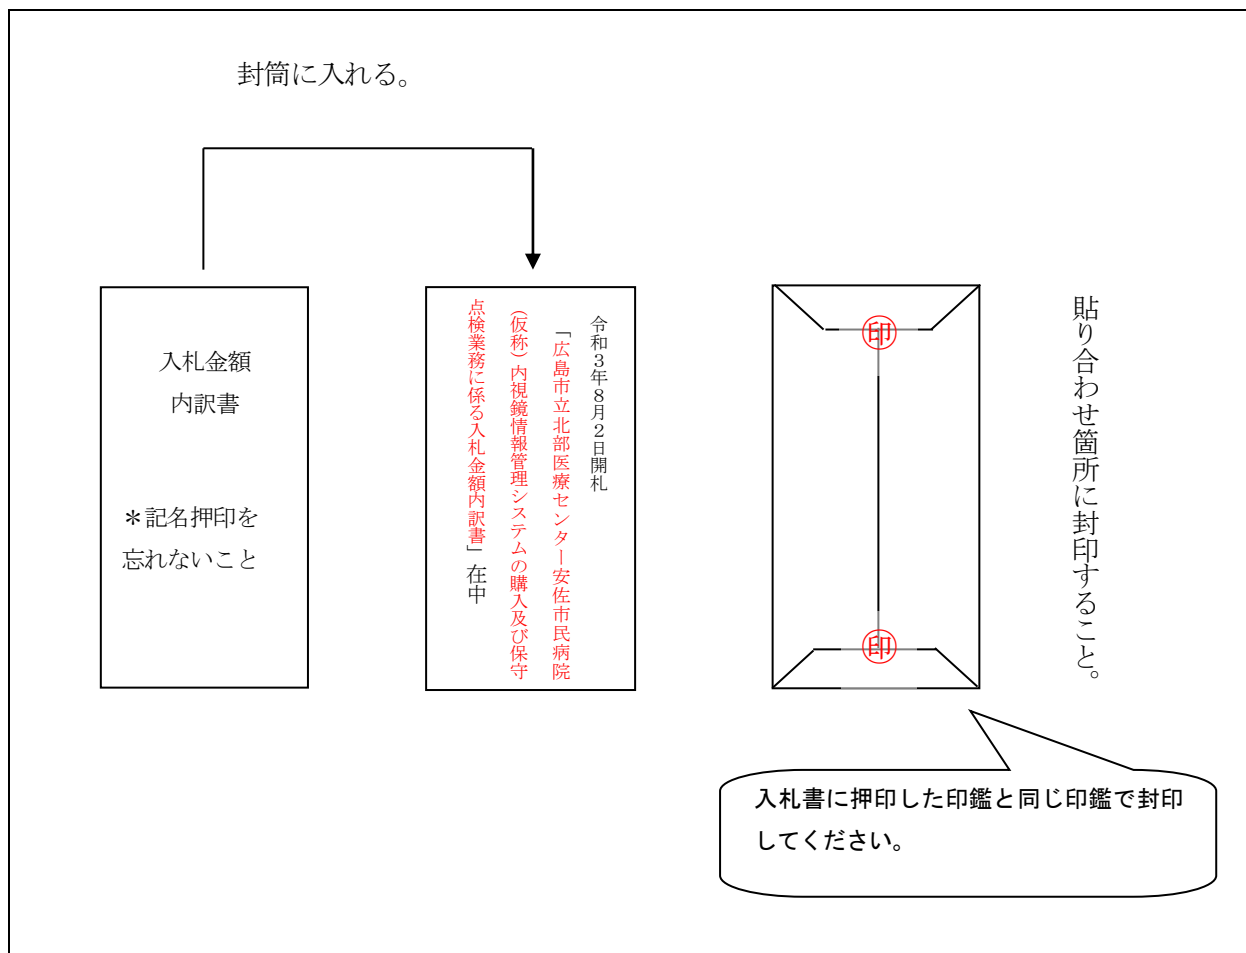 封筒に入れる。
入札金額
内訳書
＊記名押印を
忘れないこと
令和３年８月２日開札
「広島市立北部医療センター安佐市民病院
（仮称）内視鏡情報管理システムの購入及び保守
点検業務に係る入札金額内訳書」在中
印
印
貼り合わせ箇所に封印すること。
入札書に押印した印鑑と同じ印鑑で封印
してください。